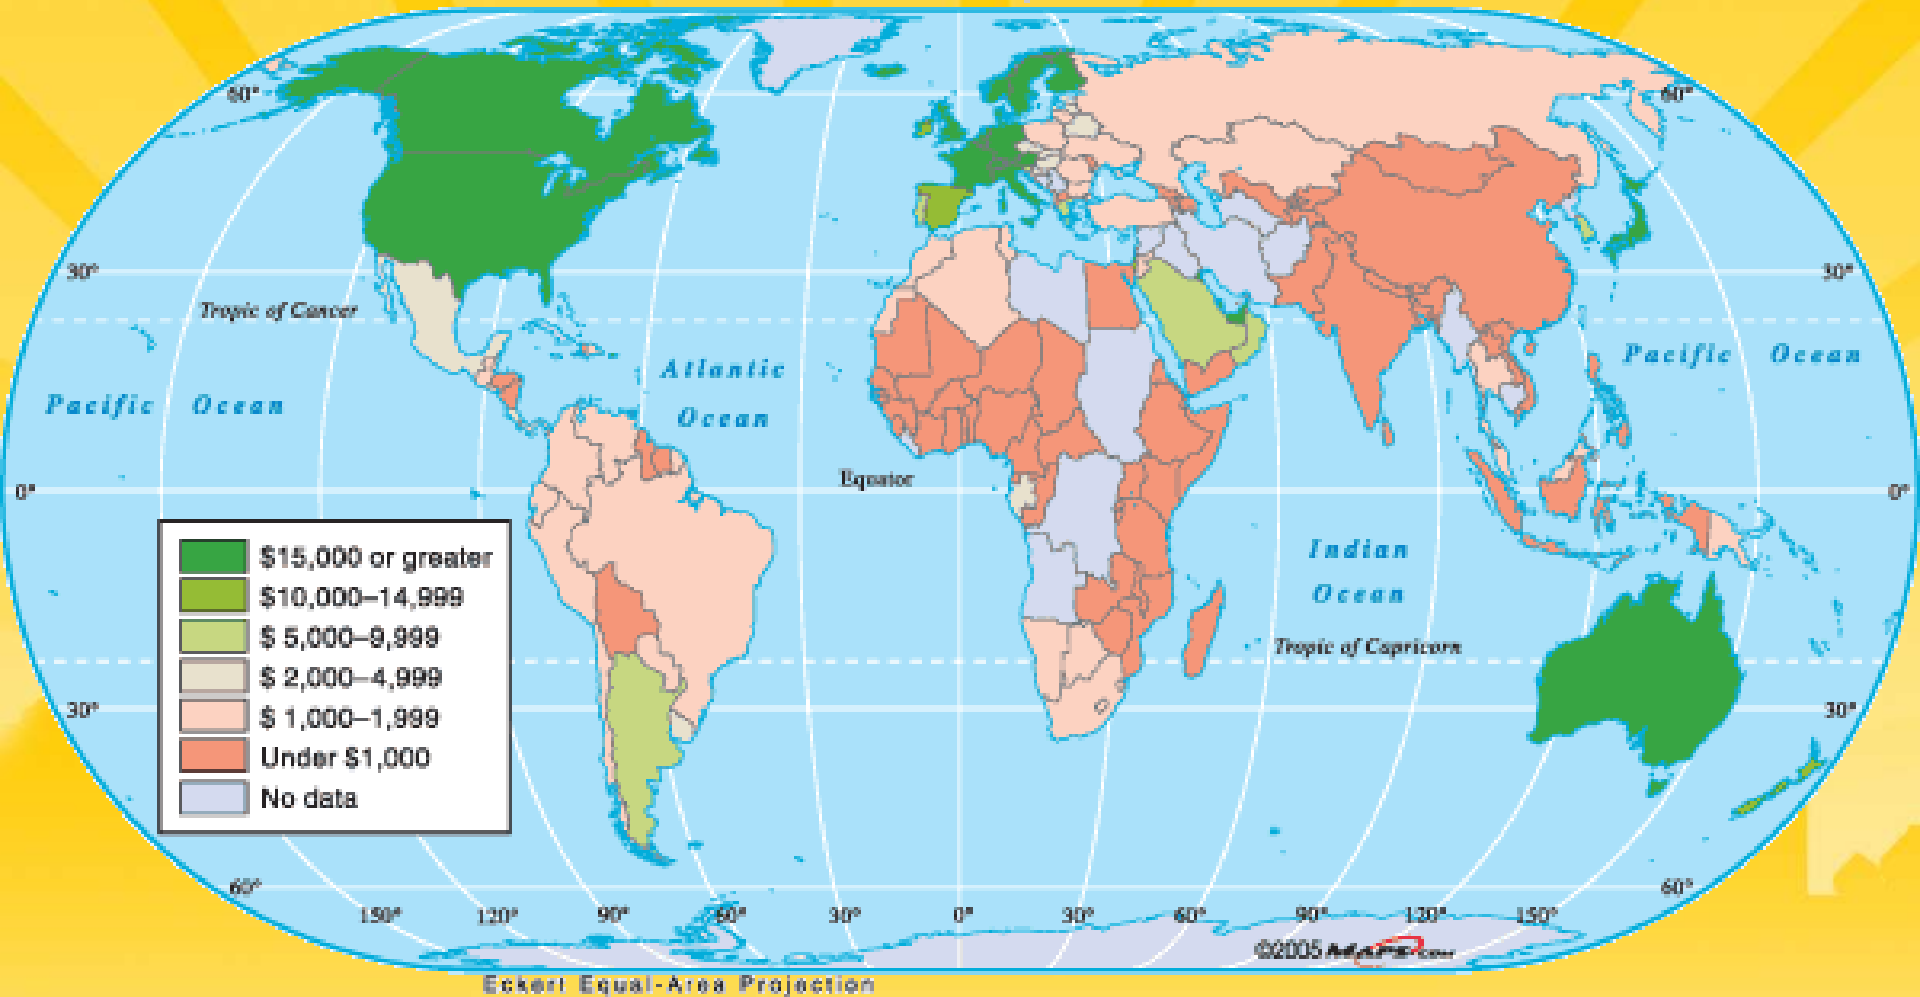 60°
60°
30°
30°
Tropic of Cancer
Atlantic
Ocean
Pacific Ocean
Pacific Ocean
Equator
0°
0°
Indian
Ocean
Tropic of Capricorn
$15,000 or greater
$10,000–14,999
$ 5,000–9,999
$ 2,000–4,999
$ 1,000–1,999
Under $1,000
No data
30°
30°
60°
60°
150° 120° 90° 60° 30° 0° 30° 60° 90° 120° 150°
©2005 MAPS.COM
Eckert Equal-Area Projection